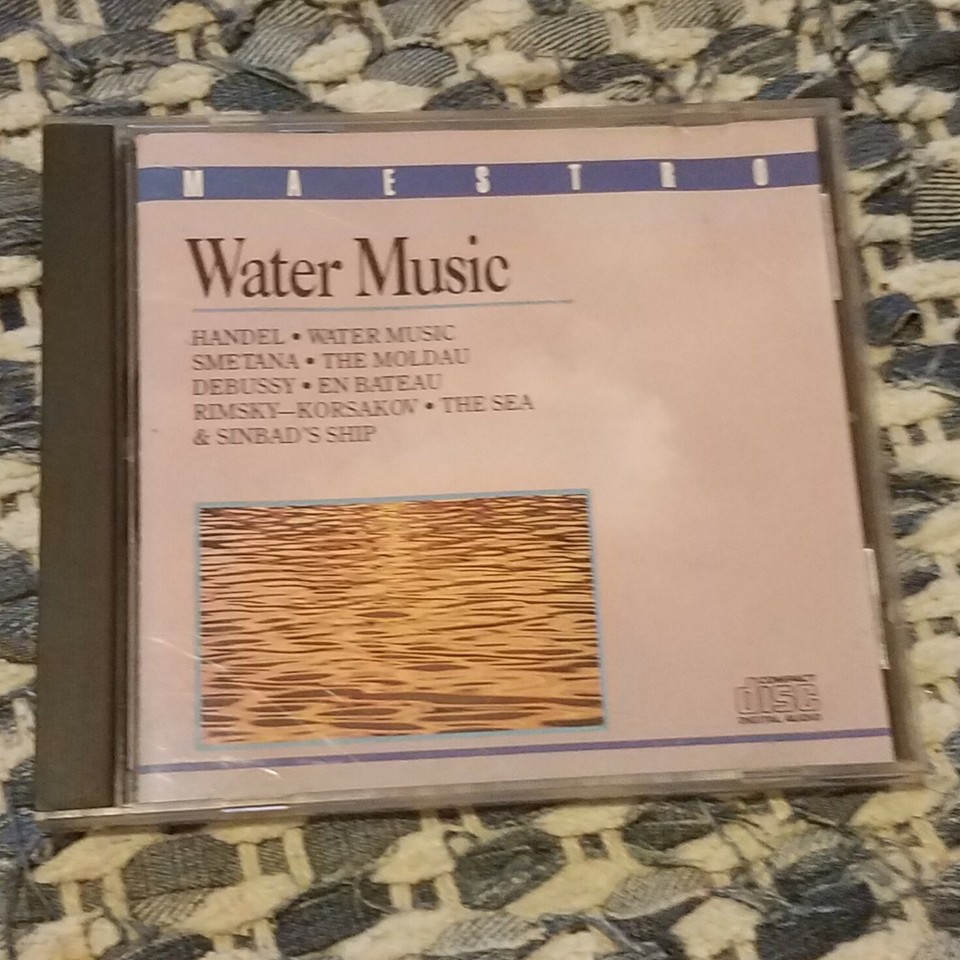 MAESTRO
Water Music
HANDEL • WATER MUSIC
SMETANA • THE MOLDAU
DEBUSSY • EN BATEAU
RIMSKY—KORSAKOV • THE SEA
& SINBAD'S SHIP
COMPACT
disc
DIGITAL AUDIO